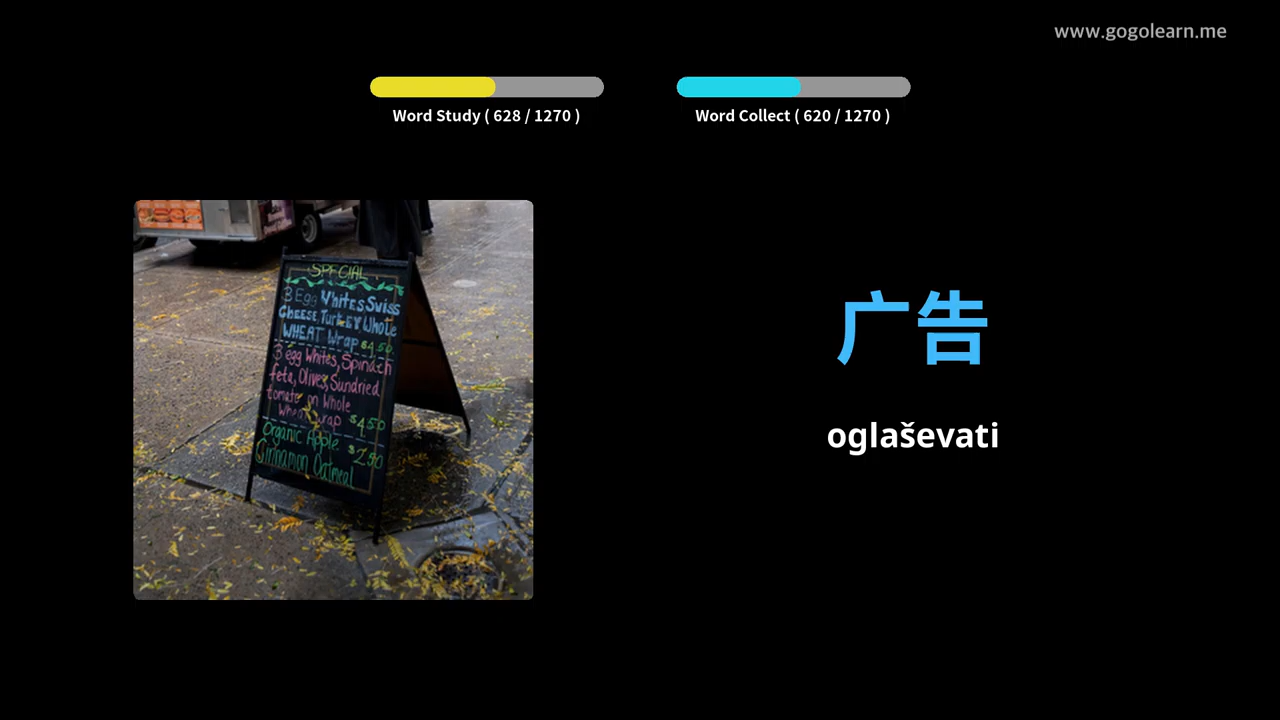 www.gogolearn.me
Word Study ( 628 / 1270 )
Word Collect ( 620 / 1270 )
SPECIAL
3 Egg Whites, Swiss
Cheese, Turkey, Whole
WHEAT Wrap $4.50
3 egg Whites, Spinach
feta, Olives, Sundried
tomato on Whole
Wheat Wrap $4.50
Organic Apple
Cinnamon Oatmeal $2.50
广告
oglaševati